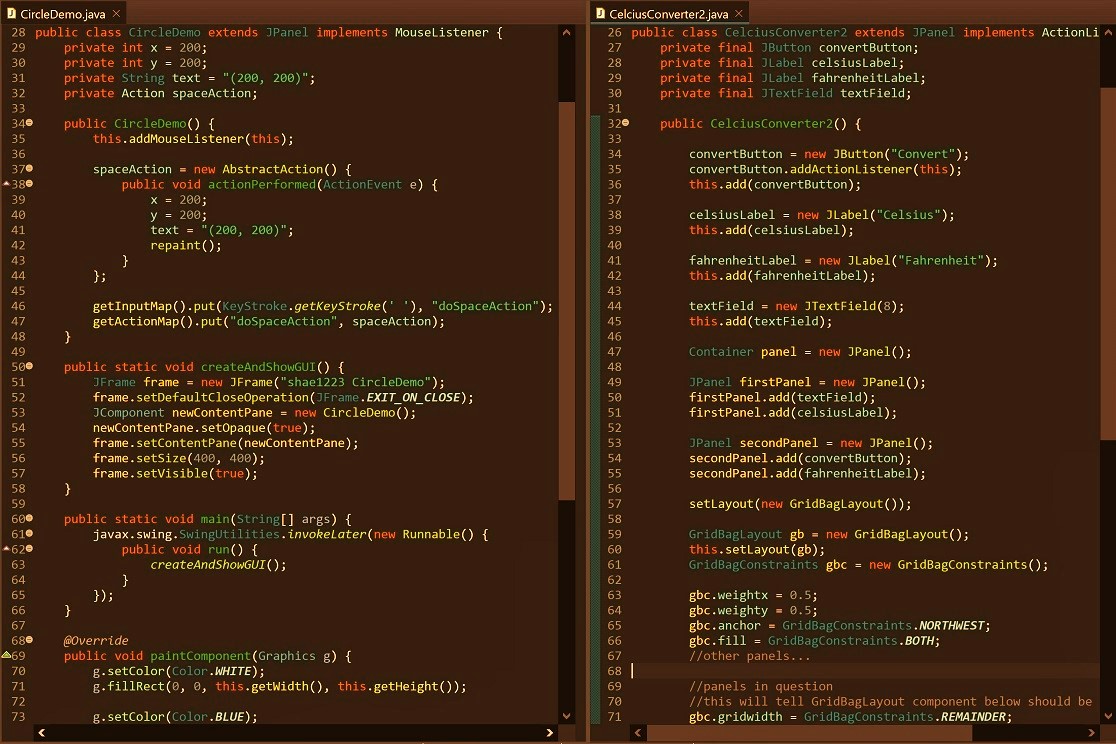 CircleDemo.java
28 public class CircleDemo extends JPanel implements MouseListener {
29 private int x = 200;
30 private int y = 200;
31 private String text = "(200, 200)";
32 private Action spaceAction;
33
34 public CircleDemo() {
35 this.addMouseListener(this);
36
37 spaceAction = new AbstractAction() {
38 public void actionPerformed(ActionEvent e) {
39 x = 200;
40 y = 200;
41 text = "(200, 200)";
42 repaint();
43 }
44 };
45
46 getInputMap().put(KeyStroke.getKeyStroke(' '), "doSpaceAction");
47 getActionMap().put("doSpaceAction", spaceAction);
48 }
49
50 public static void createAndShowGUI() {
51 JFrame frame = new JFrame("shae1223 CircleDemo");
52 frame.setDefaultCloseOperation(JFrame.EXIT_ON_CLOSE);
53 JComponent newContentPane = new CircleDemo();
54 newContentPane.setOpaque(true);
55 frame.setContentPane(newContentPane);
56 frame.setSize(400, 400);
57 frame.setVisible(true);
58 }
59
60 public static void main(String[] args) {
61 javax.swing.SwingUtilities.invokeLater(new Runnable() {
62 public void run() {
63 createAndShowGUI();
64 }
65 });
66 }
67
68 @Override
69 public void paintComponent(Graphics g) {
70 g.setColor(Color.WHITE);
71 g.fillRect(0, 0, this.getWidth(), this.getHeight());
72
73 g.setColor(Color.BLUE);
CelciusConverter2.java
26 public class CelciusConverter2 extends JPanel implements ActionLi
27 private final JButton convertButton;
28 private final JLabel celsiusLabel;
29 private final JLabel fahrenheitLabel;
30 private final JTextField textField;
31
32 public CelciusConverter2() {
33
34 convertButton = new JButton("Convert");
35 convertButton.addActionListener(this);
36 this.add(convertButton);
37
38 celsiusLabel = new JLabel("Celsius");
39 this.add(celsiusLabel);
40
41 fahrenheitLabel = new JLabel("Fahrenheit");
42 this.add(fahrenheitLabel);
43
44 textField = new JTextField(8);
45 this.add(textField);
46
47 Container panel = new JPanel();
48
49 JPanel firstPanel = new JPanel();
50 firstPanel.add(textField);
51 firstPanel.add(celsiusLabel);
52
53 JPanel secondPanel = new JPanel();
54 secondPanel.add(convertButton);
55 secondPanel.add(fahrenheitLabel);
56
57 setLayout(new GridBagLayout());
58
59 GridBagLayout gb = new GridBagLayout();
60 this.setLayout(gb);
61 GridBagConstraints gbc = new GridBagConstraints();
62
63 gbc.weightx = 0.5;
64 gbc.weighty = 0.5;
65 gbc.anchor = GridBagConstraints.NORTHWEST;
66 gbc.fill = GridBagConstraints.BOTH;
67 //other panels...
68
69 //panels in question
70 //this will tell GridBagLayout component below should be
71 gbc.gridwidth = GridBagConstraints.REMAINDER;